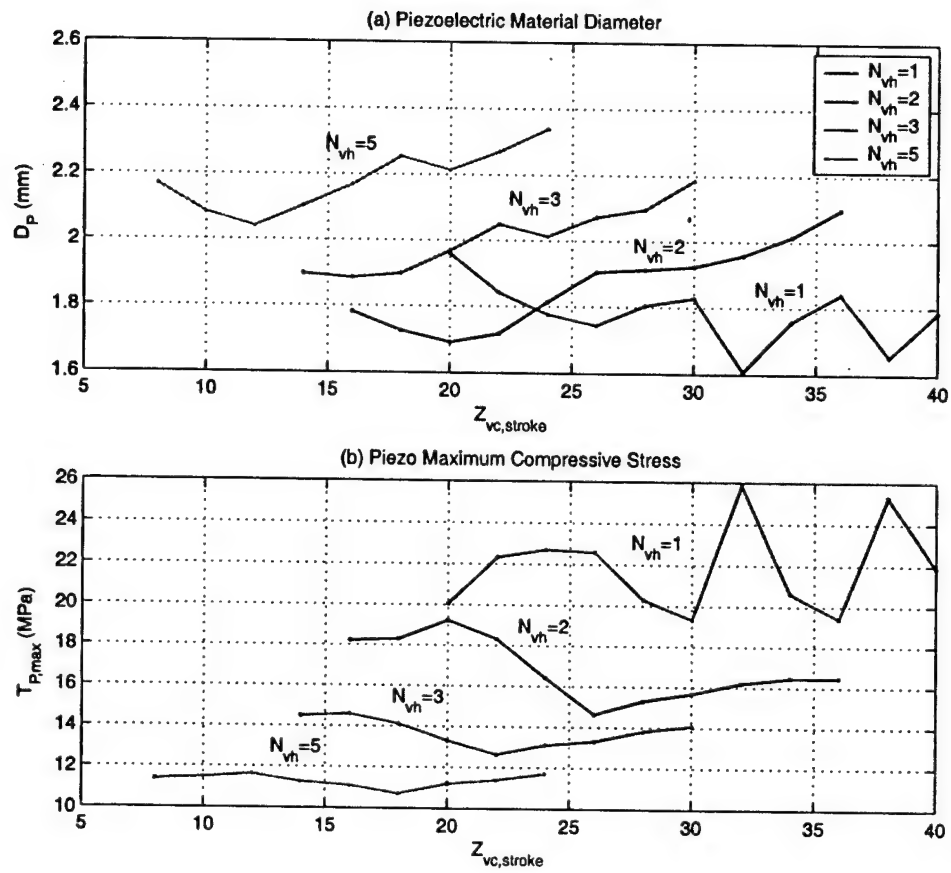 (a) Piezoelectric Material Diameter
2.6
2.4
2.2
2
1.8
1.6
D_P (mm)
N_vh=5
N_vh=3
N_vh=2
N_vh=1
N_vh=1
N_vh=2
N_vh=3
N_vh=5
5 10 15 20 25 30 35 40
Z_vc,stroke
(b) Piezo Maximum Compressive Stress
26
24
22
20
18
16
14
12
10
T_P,max (MPa)
N_vh=1
N_vh=2
N_vh=3
N_vh=5
5 10 15 20 25 30 35 40
Z_vc,stroke